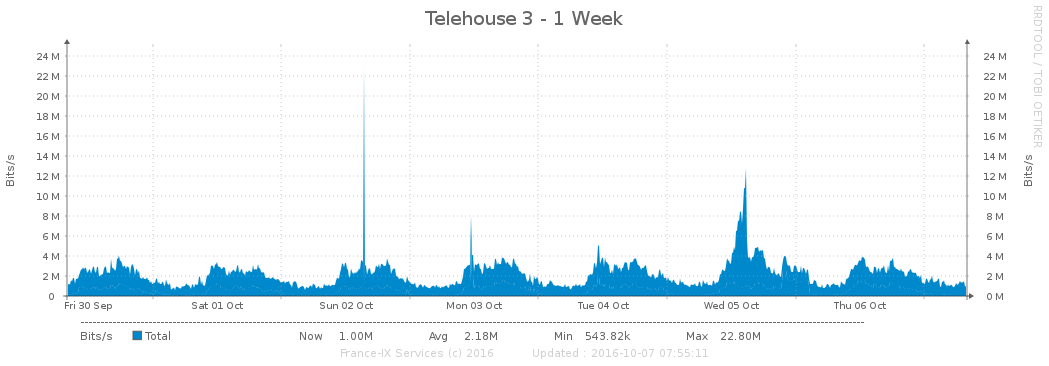 Telehouse 3 - 1 Week
RRDTOOL / TOBI OETIKER
Bits/s
24 M 24 M
22 M 22 M
20 M 20 M
18 M 18 M
16 M 16 M
14 M 14 M
12 M 12 M
10 M 10 M
8 M 8 M
6 M 6 M
4 M 4 M
2 M 2 M
0 0 M
Bits/s
Fri 30 Sep Sat 01 Oct Sun 02 Oct Mon 03 Oct Tue 04 Oct Wed 05 Oct Thu 06 Oct
Bits/s Total Now 1.00M Avg 2.18M Min 543.82k Max 22.80M
France-IX Services (c) 2016 Updated : 2016-10-07 07:55:11